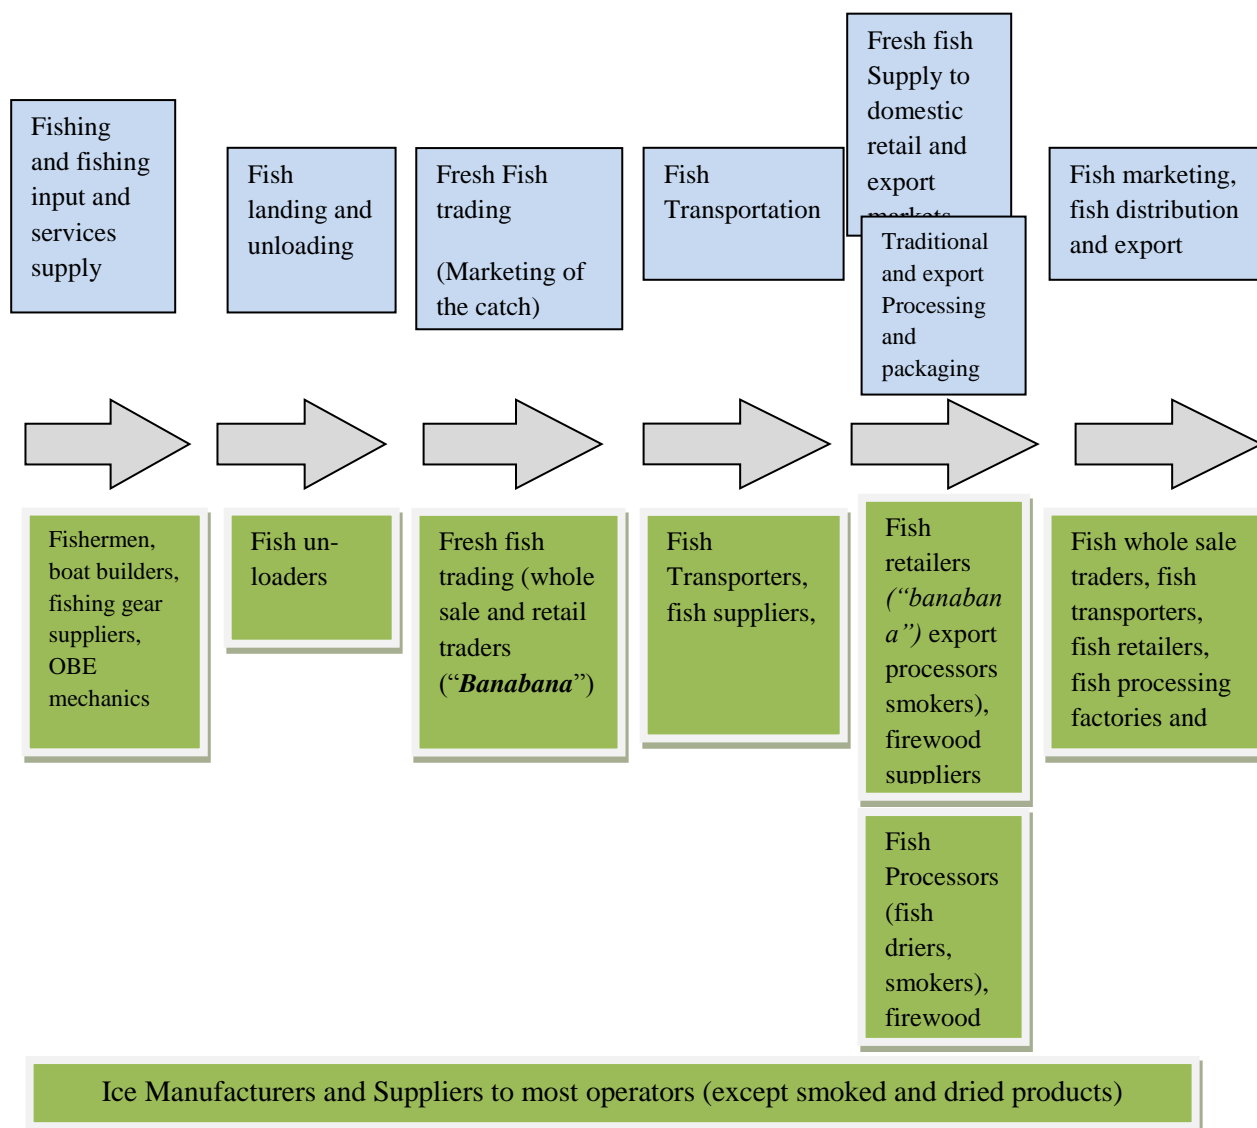 Fishing
and fishing
input and
services
supply
Fish
landing and
unloading
Fresh Fish
trading
(Marketing of
the catch)
Fish
Transportation
Fresh fish
Supply to
domestic
retail and
export
markets
Traditional
and export
Processing
and
packaging
Fish marketing,
fish distribution
and export
Fishermen,
boat builders,
fishing gear
suppliers,
OBE
mechanics
Fish un-
loaders
Fresh fish
trading (whole
sale and retail
traders
(“Banabana”)
Fish
Transporters,
fish suppliers,
Fish
retailers
(“banaban
a”) export
processors
smokers),
firewood
suppliers
Fish
Processors
(fish
driers,
smokers),
firewood
Fish whole sale
traders, fish
transporters,
fish retailers,
fish processing
factories and
Ice Manufacturers and Suppliers to most operators (except smoked and dried products)